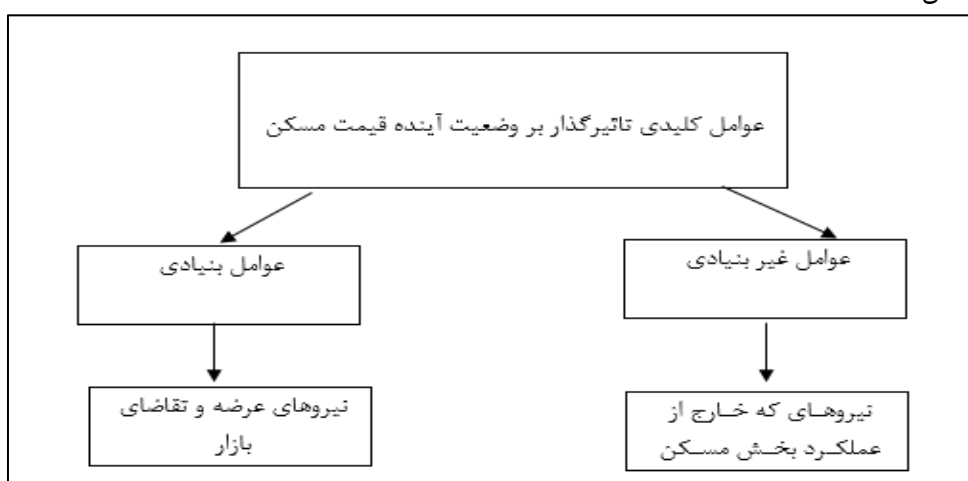 عوامل کلیدی تاثیرگذار بر وضعیت آینده قیمت مسکن
عوامل غیر بنیادی
عوامل بنیادی
نیروهـای که خـارج از
عملکـرد بخـش مسـکن
نیروهای عرضه و تقاضای
بازار